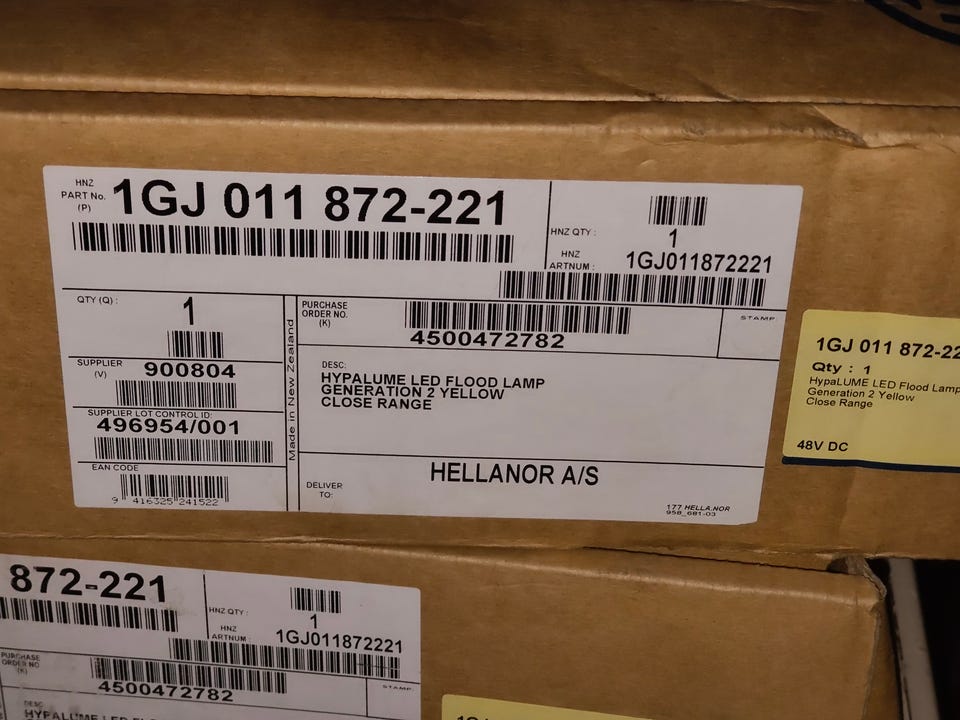 HNZ
PART No.
(P)
1GJ 011 872-221
HNZ QTY :
1
HNZ
ARTNUM :
1GJ011872221
QTY (Q) :
1
SUPPLIER
(V)
900804
SUPPLIER LOT CONTROL ID:
496954/001
EAN CODE
9 416325 241522
Made in New Zealand
PURCHASE
ORDER NO.
(K)
4500472782
STAMP
DESC:
HYPALUME LED FLOOD LAMP
GENERATION 2 YELLOW
CLOSE RANGE
DELIVER
TO:
HELLANOR A/S
177 HELLA.NOR
958_681-03
1GJ 011 872-22
Qty : 1
HypaLUME LED Flood Lamp
Generation 2 Yellow
Close Range
48V DC
872-221
HNZ QTY :
1
HNZ
ARTNUM :
1GJ011872221
PURCHASE
ORDER NO
(K)
4500472782
STAMP
DESC
HYPALUME LED